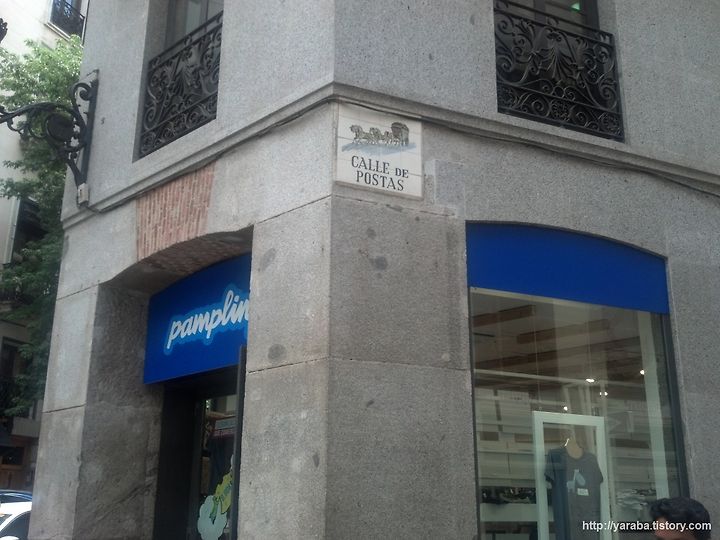 CALLE DE
POSTAS
pamplin
http://yaraba.tistory.com